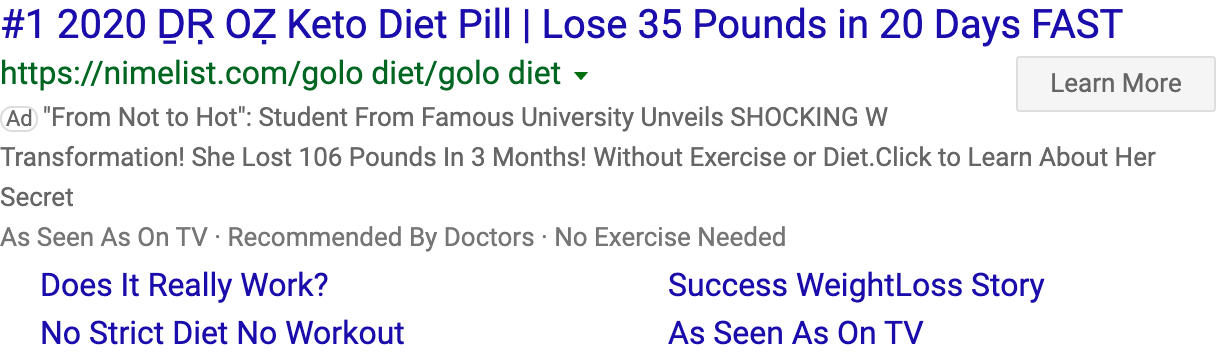 #1 2020 ḎṚ OẒ Keto Diet Pill | Lose 35 Pounds in 20 Days FAST
https://nimelist.com/golo diet/golo diet
Learn More
Ad "From Not to Hot": Student From Famous University Unveils SHOCKING W
Transformation! She Lost 106 Pounds In 3 Months! Without Exercise or Diet.Click to Learn About Her
Secret
As Seen As On TV · Recommended By Doctors · No Exercise Needed
Does It Really Work? Success WeightLoss Story
No Strict Diet No Workout As Seen As On TV